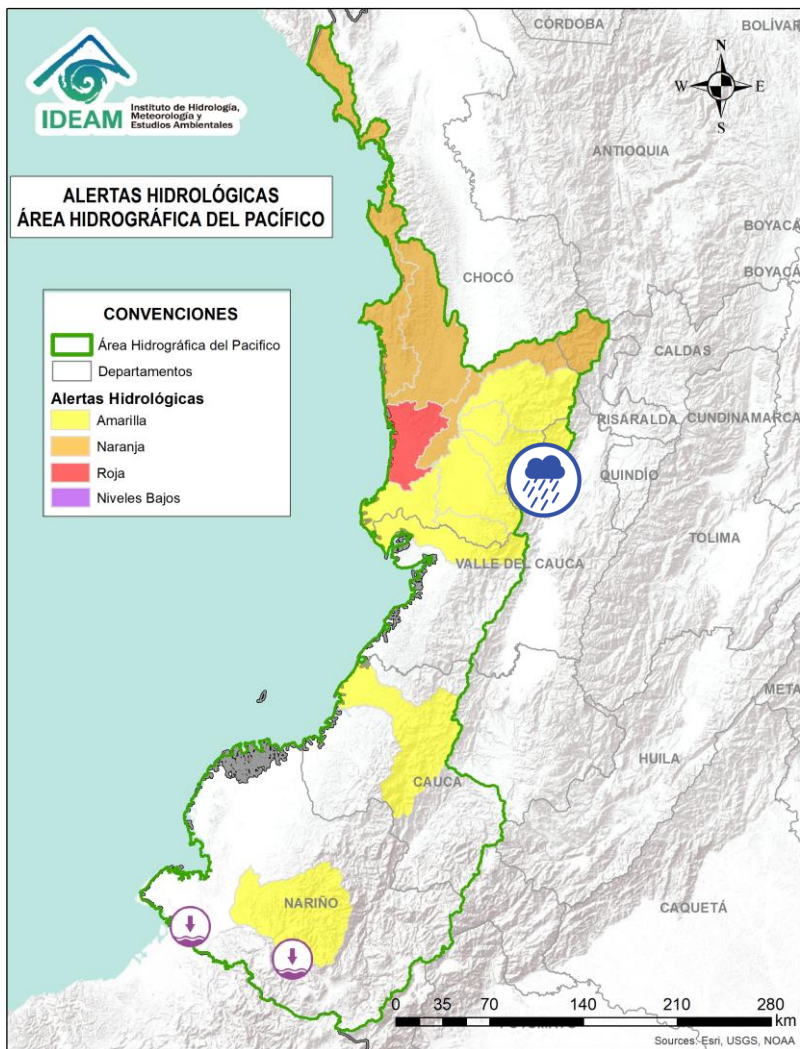 IDEAM
Instituto de Hidrología,
Meteorología y
Estudios Ambientales
ALERTAS HIDROLÓGICAS
ÁREA HIDROGRÁFICA DEL PACÍFICO
CONVENCIONES
Área Hidrográfica del Pacifico
Departamentos
Alertas Hidrológicas
Amarilla
Naranja
Roja
Niveles Bajos
N
W
E
S
CÓRDOBA
BOLÍVAR
ANTIOQUIA
BOYACÁ
BOYACÁ
CHOCÓ
CALDAS
RISARALDA
CUNDINAMARCA
QUINDÍO
TOLIMA
VALLE DEL CAUCA
META
HUILA
CAUCA
NARIÑO
CAQUETÁ
0 35 70 140 210 280
km
Sources: Esri, USGS, NOAA